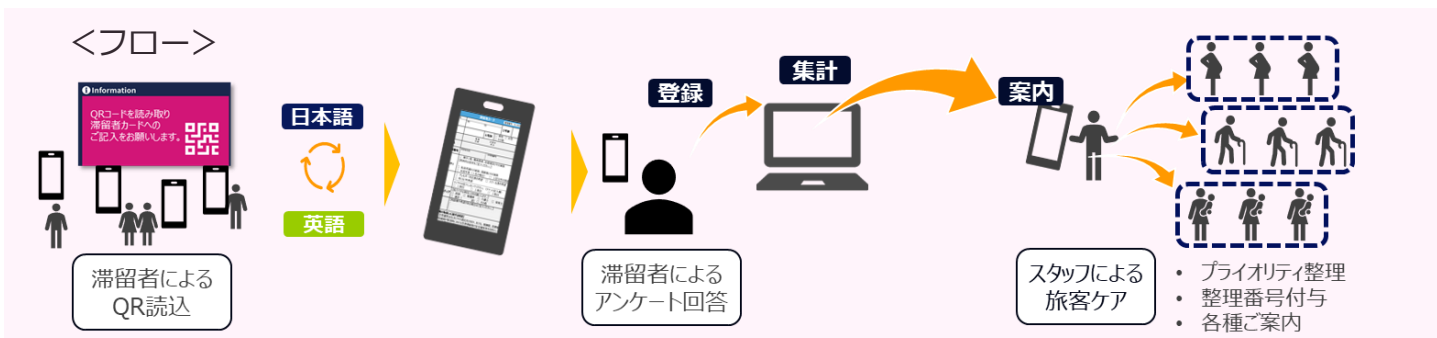 ＜フロー＞
Information
QRコードを読み取り
滞留者カードへの
ご記入をお願いします。
日本語
英語
登録
集計
案内
滞留者による
QR読込
滞留者による
アンケート回答
スタッフによる
旅客ケア
• プライオリティ整理
• 整理番号付与
• 各種ご案内